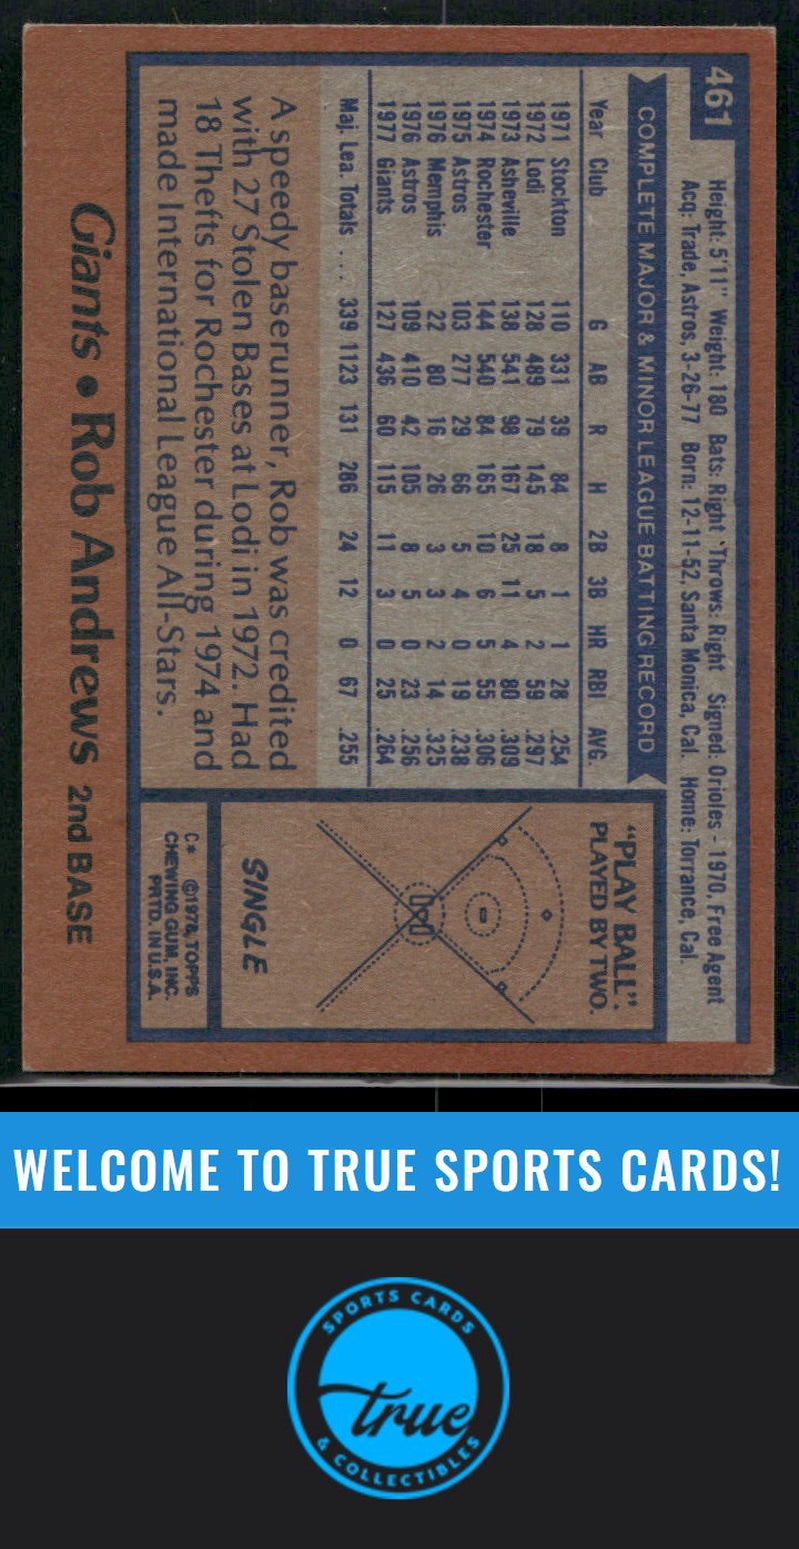 461
Height: 5'11" Weight: 180 Bats: Right Throws: Right Signed: Orioles - 1970, Free Agent
Acq: Trade, Astros, 3-26-77 Born: 12-11-52, Santa Monica, Cal. Home: Torrance, Cal.
COMPLETE MAJOR & MINOR LEAGUE BATTING RECORD
Year Club G AB R H 2B 3B HR RBI AVG.
1971 Stockton 110 331 39 84 8 1 1 28 .254
1972 Lodi 128 489 79 145 18 5 2 59 .297
1973 Asheville 138 541 98 167 25 11 4 80 .309
1974 Rochester 144 540 84 165 10 6 5 55 .306
1975 Astros 103 277 29 66 5 4 0 19 .238
1976 Memphis 22 80 16 26 3 3 2 14 .325
1976 Astros 109 410 42 105 8 5 0 23 .256
1977 Giants 127 436 60 115 11 3 0 25 .264
Maj. Lea. Totals .... 339 1123 131 286 24 12 0 67 .255
A speedy baserunner, Rob was credited
with 27 Stolen Bases at Lodi in 1972. Had
18 Thefts for Rochester during 1974 and
made International League All-Stars.
"PLAY BALL"
PLAYED BY TWO.
SINGLE
C* ©1978, TOPPS
CHEWING GUM, INC.
PRTD. IN U.S.A.
Giants • Rob Andrews 2nd BASE
WELCOME TO TRUE SPORTS CARDS!
SPORTS CARDS
true
& COLLECTIBLES